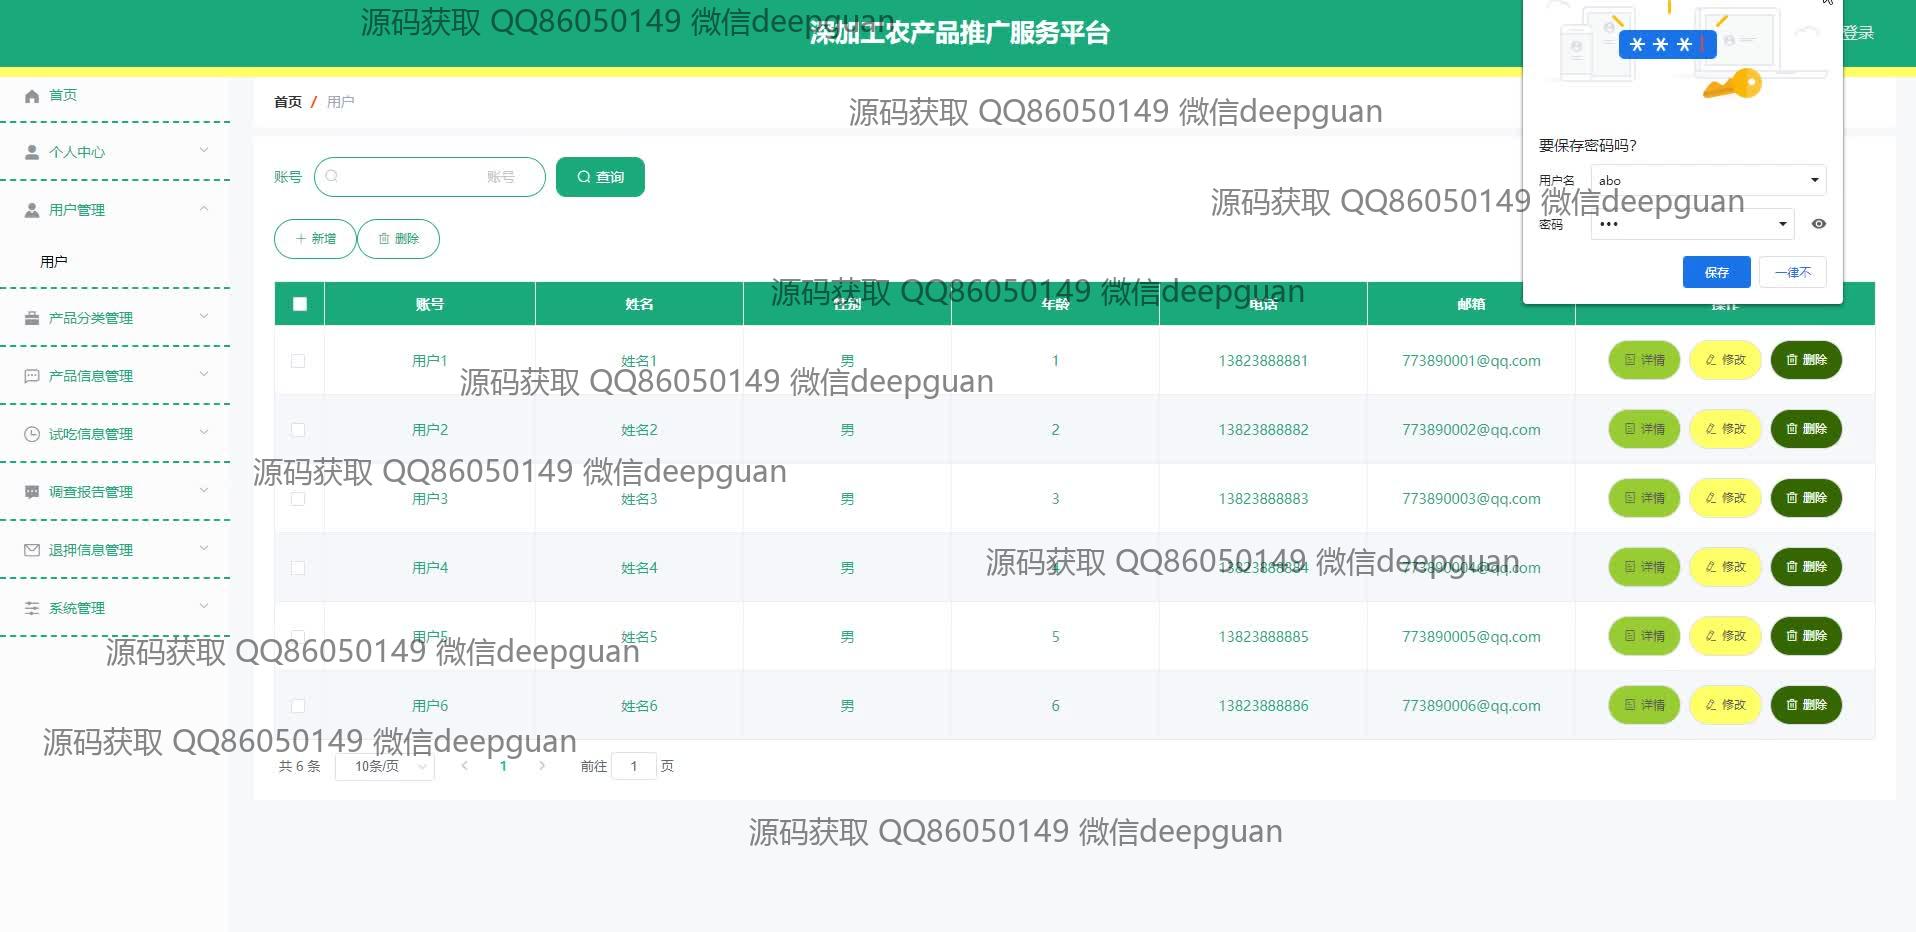 源码获取 QQ86050149 微信deepguan
深加工农产品推广服务平台
登录
首页
个人中心
用户管理
用户
产品分类管理
产品信息管理
试吃信息管理
调查报告管理
退押信息管理
系统管理
首页 / 用户
源码获取 QQ86050149 微信deepguan
要保存密码吗?
用户名 abo
密码 •••
保存 一律不
源码获取 QQ86050149 微信deepguan
账号 账号 查询
新增 删除
源码获取 QQ86050149 微信deepguan
账号 姓名 性别 年龄 电话 邮箱 操作
用户1 姓名1 男 1 13823888881 773890001@qq.com 详情 修改 删除
源码获取 QQ86050149 微信deepguan
用户2 姓名2 男 2 13823888882 773890002@qq.com 详情 修改 删除
源码获取 QQ86050149 微信deepguan
用户3 姓名3 男 3 13823888883 773890003@qq.com 详情 修改 删除
源码获取 QQ86050149 微信deepguan
用户4 姓名4 男 4 13823888884 773890004@qq.com 详情 修改 删除
用户5 姓名5 男 5 13823888885 773890005@qq.com 详情 修改 删除
源码获取 QQ86050149 微信deepguan
用户6 姓名6 男 6 13823888886 773890006@qq.com 详情 修改 删除
源码获取 QQ86050149 微信deepguan
共 6 条 10条/页 1 前往 1 页
源码获取 QQ86050149 微信deepguan